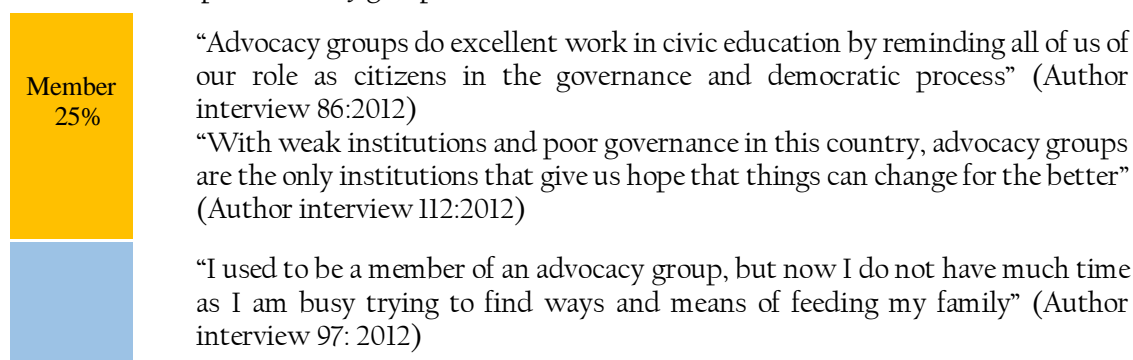 Member
25%
“Advocacy groups do excellent work in civic education by reminding all of us of
our role as citizens in the governance and democratic process” (Author
interview 86:2012)
“With weak institutions and poor governance in this country, advocacy groups
are the only institutions that give us hope that things can change for the better”
(Author interview 112:2012)
“I used to be a member of an advocacy group, but now I do not have much time
as I am busy trying to find ways and means of feeding my family” (Author
interview 97: 2012)